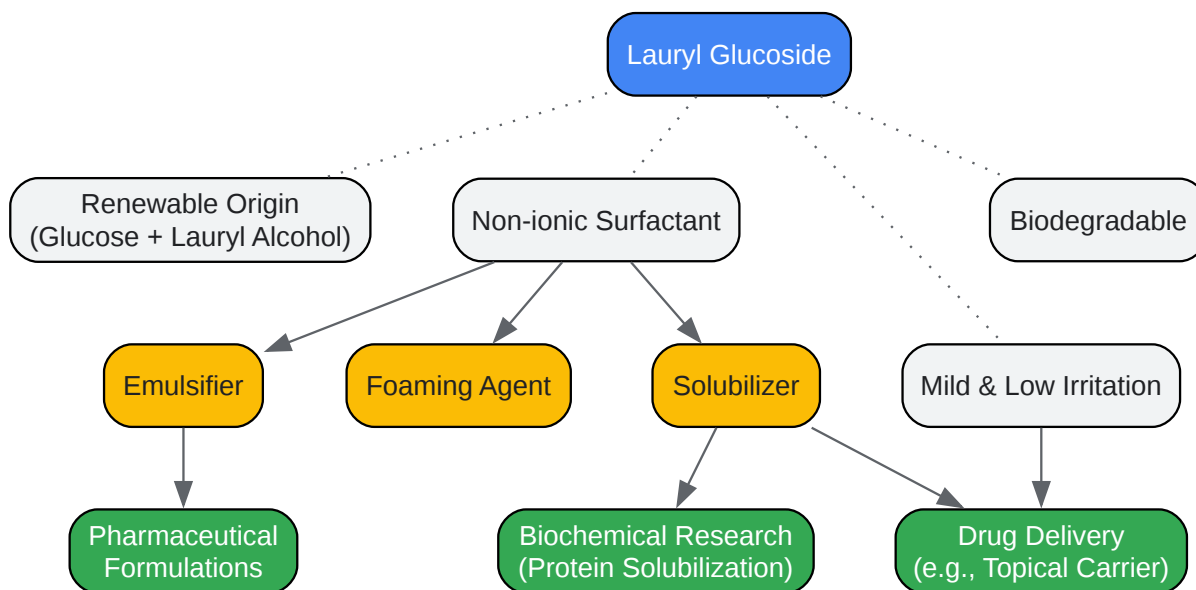 Lauryl Glucoside
Renewable Origin
(Glucose + Lauryl Alcohol)
Non-ionic Surfactant
Biodegradable
Emulsifier
Foaming Agent
Solubilizer
Mild & Low Irritation
Pharmaceutical
Formulations
Biochemical Research
(Protein Solubilization)
Drug Delivery
(e.g., Topical Carrier)